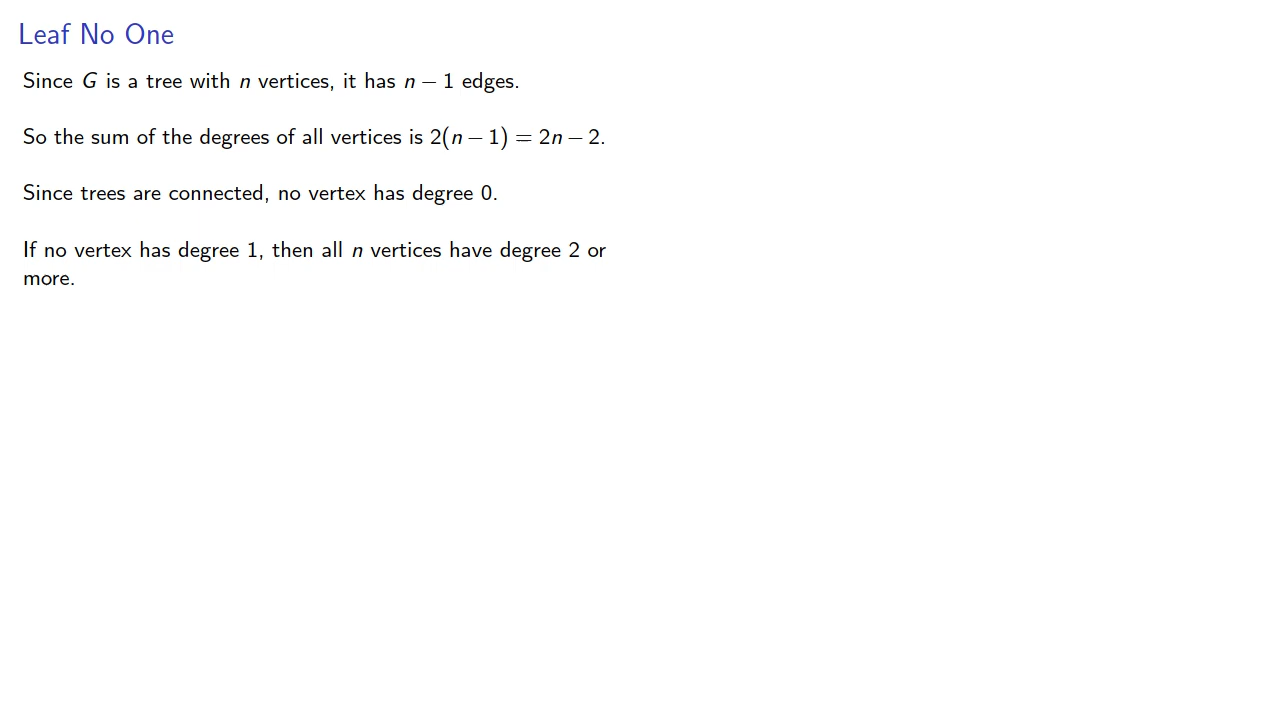 Leaf No One
Since G is a tree with n vertices, it has n − 1 edges.
So the sum of the degrees of all vertices is 2(n − 1) = 2n − 2.
Since trees are connected, no vertex has degree 0.
If no vertex has degree 1, then all n vertices have degree 2 or
more.